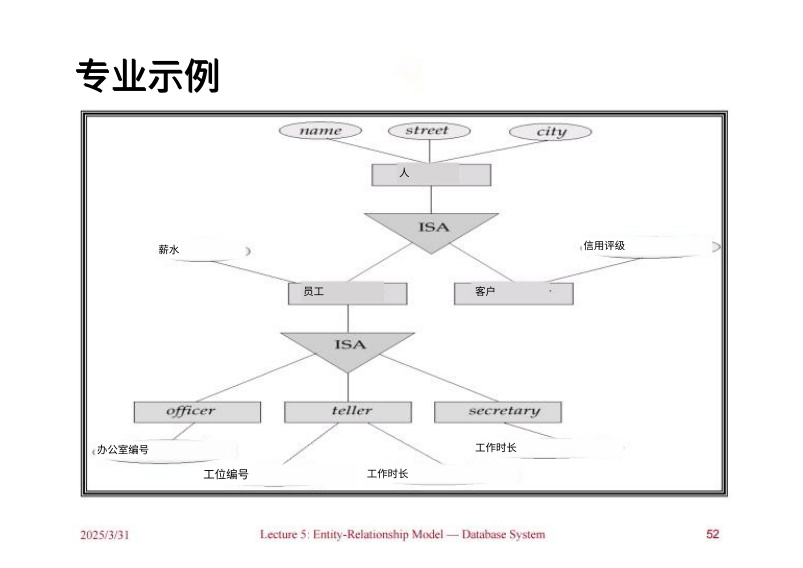 专业示例
name street city
人
ISA
薪水 信用评级
员工 客户
ISA
officer teller secretary
办公室编号 工作时长
工位编号 工作时长
2025/3/31 Lecture 5: Entity-Relationship Model — Database System 52